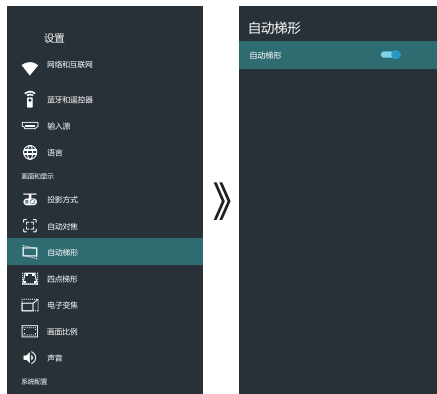 设置
网络和互联网
蓝牙和遥控器
输入源
语言
画面和显示
投影方式
自动对焦
自动梯形
四点梯形
电子变焦
画面比例
声音
系统配置
自动梯形
自动梯形